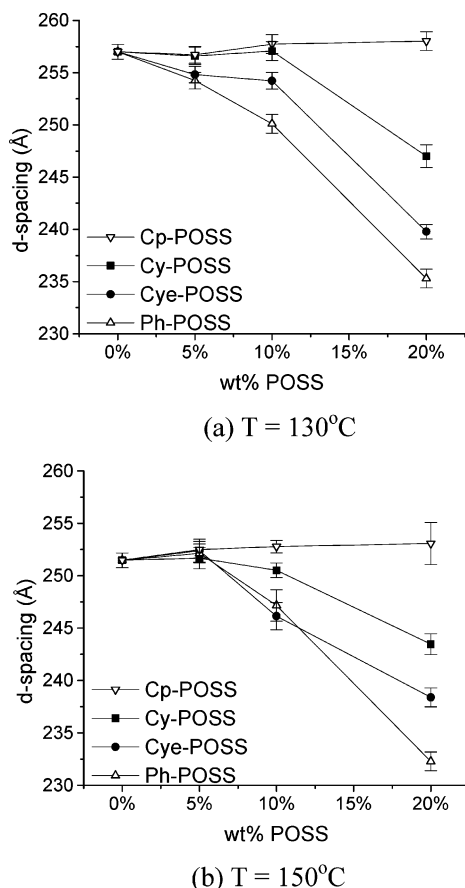 260
255
250
245
240
235
230
d-spacing (Å)
Cp-POSS
Cy-POSS
Cye-POSS
Ph-POSS
0% 5% 10% 15% 20%
wt% POSS
(a) T = 130°C
260
255
250
245
240
235
230
d-spacing (Å)
Cp-POSS
Cy-POSS
Cye-POSS
Ph-POSS
0% 5% 10% 15% 20%
wt% POSS
(b) T = 150°C